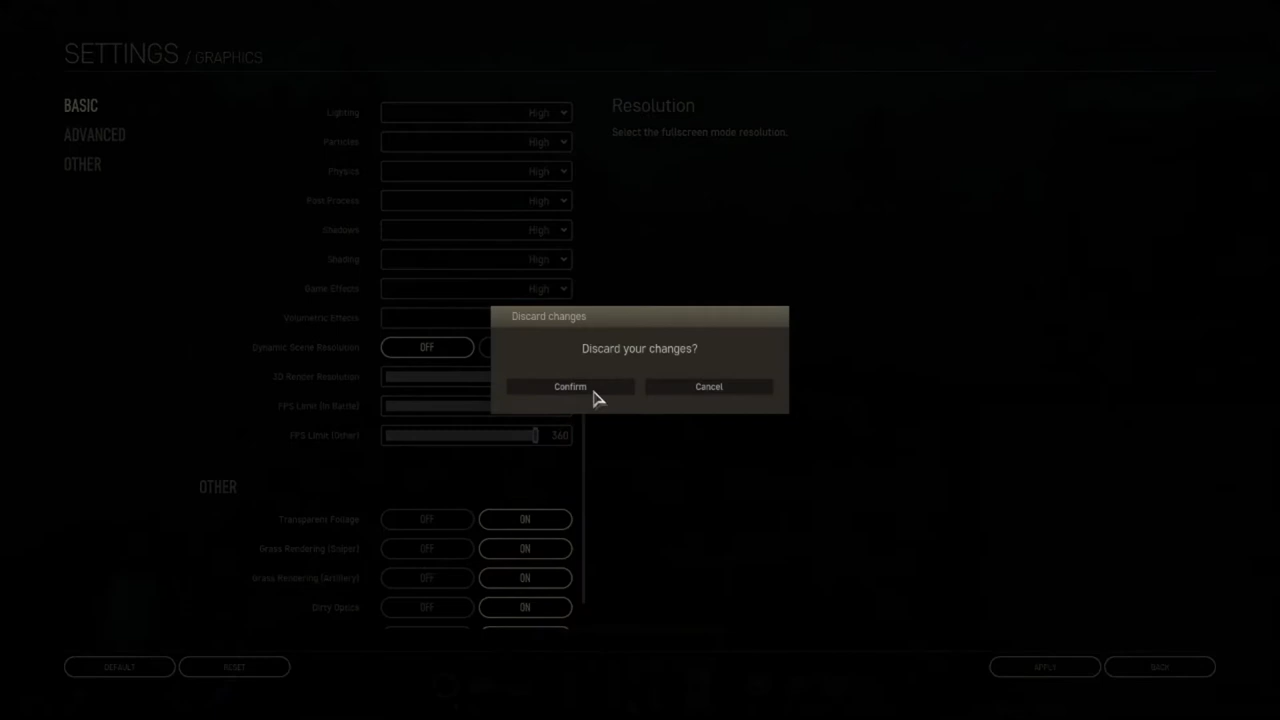 SETTINGS / GRAPHICS
BASIC
ADVANCED
OTHER
Lighting High
Particles High
Physics High
Post Process High
Shadows High
Shading High
Game Effects High
Volumetric Effects
Dynamic Scene Resolution OFF
3D Render Resolution
FPS Limit (In Battle)
FPS Limit (Other) 360
OTHER
Transparent Foliage OFF ON
Grass Rendering (Sniper) OFF ON
Grass Rendering (Artillery) OFF ON
Dirty Optics OFF ON
Resolution
Select the fullscreen mode resolution.
Discard changes
Discard your changes?
Confirm Cancel
DEFAULT RESET APPLY BACK